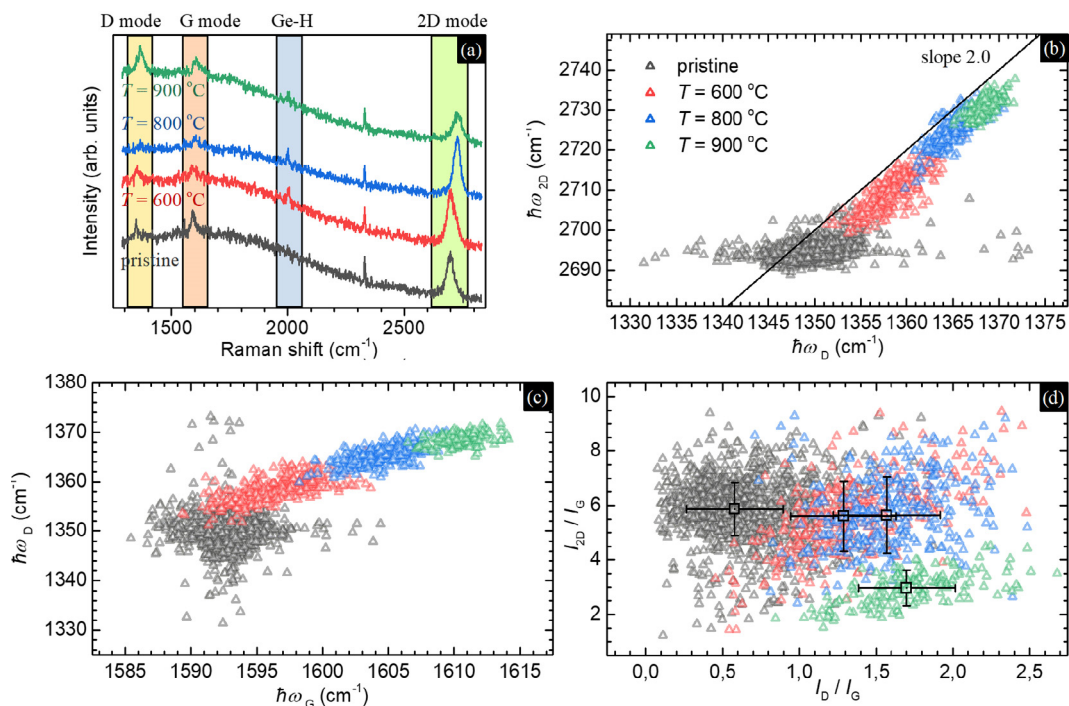 D mode G mode Ge-H 2D mode
(a)
T = 900 °C
T = 800 °C
T = 600 °C
pristine
Intensity (arb. units)
1500 2000 2500
Raman shift (cm⁻¹)
(b)
slope 2.0
pristine
T = 600 °C
T = 800 °C
T = 900 °C
2740
2730
2720
2710
2700
2690
ħω2D (cm⁻¹)
1330 1335 1340 1345 1350 1355 1360 1365 1370 1375
ħωD (cm⁻¹)
(c)
1380
1370
1360
1350
1340
1330
ħωD (cm⁻¹)
1585 1590 1595 1600 1605 1610 1615
ħωG (cm⁻¹)
(d)
10
8
6
4
2
I2D / IG
0,0 0,5 1,0 1,5 2,0 2,5
ID / IG